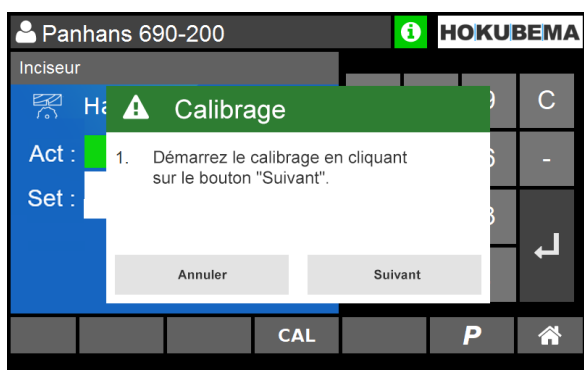 Panhans 690-200
i
HOKUBEMA
Inciseur
Calibrage
C
Act :
1. Démarrez le calibrage en cliquant
sur le bouton "Suivant".
-
Set :
Annuler
Suivant
CAL
P